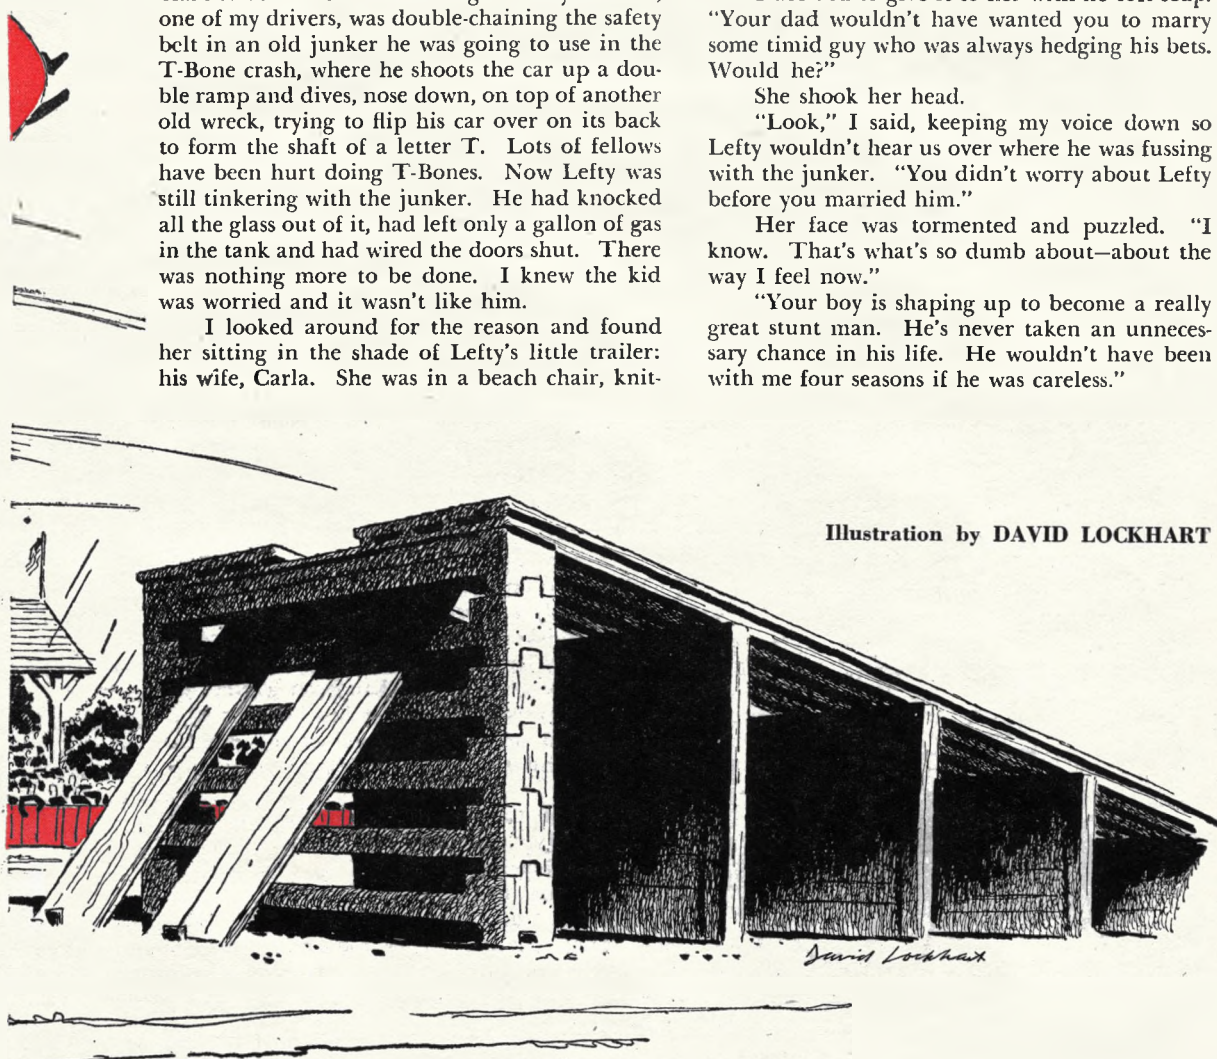 one of my drivers, was double-chaining the safety
belt in an old junker he was going to use in the
T-Bone crash, where he shoots the car up a dou-
ble ramp and dives, nose down, on top of another
old wreck, trying to flip his car over on its back
to form the shaft of a letter T. Lots of fellows
have been hurt doing T-Bones. Now Lefty was
still tinkering with the junker. He had knocked
all the glass out of it, had left only a gallon of gas
in the tank and had wired the doors shut. There
was nothing more to be done. I knew the kid
was worried and it wasn't like him.
I looked around for the reason and found
her sitting in the shade of Lefty's little trailer:
his wife, Carla. She was in a beach chair, knit-
"Your dad wouldn't have wanted you to marry
some timid guy who was always hedging his bets.
Would he?"
She shook her head.
"Look," I said, keeping my voice down so
Lefty wouldn't hear us over where he was fussing
with the junker. "You didn't worry about Lefty
before you married him."
Her face was tormented and puzzled. "I
know. That's what's so dumb about—about the
way I feel now."
"Your boy is shaping up to become a really
great stunt man. He's never taken an unneces-
sary chance in his life. He wouldn't have been
with me four seasons if he was careless."
Illustration by DAVID LOCKHART
David Lockhart